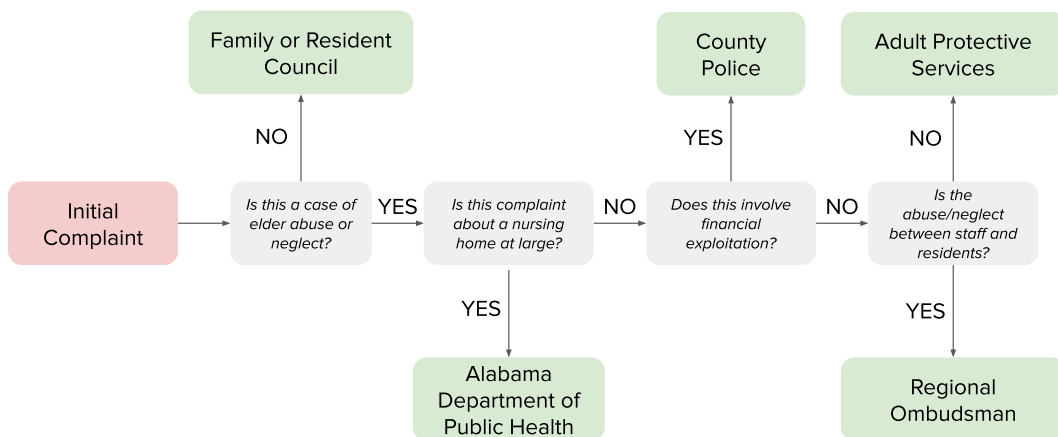 Family or Resident
Council
County
Police
Adult Protective
Services
NO
YES
NO
Initial
Complaint
Is this a case of
elder abuse or
neglect?
YES
Is this complaint
about a nursing
home at large?
NO
Does this involve
financial
exploitation?
NO
Is the
abuse/neglect
between staff and
residents?
YES
YES
Alabama
Department of
Public Health
Regional
Ombudsman